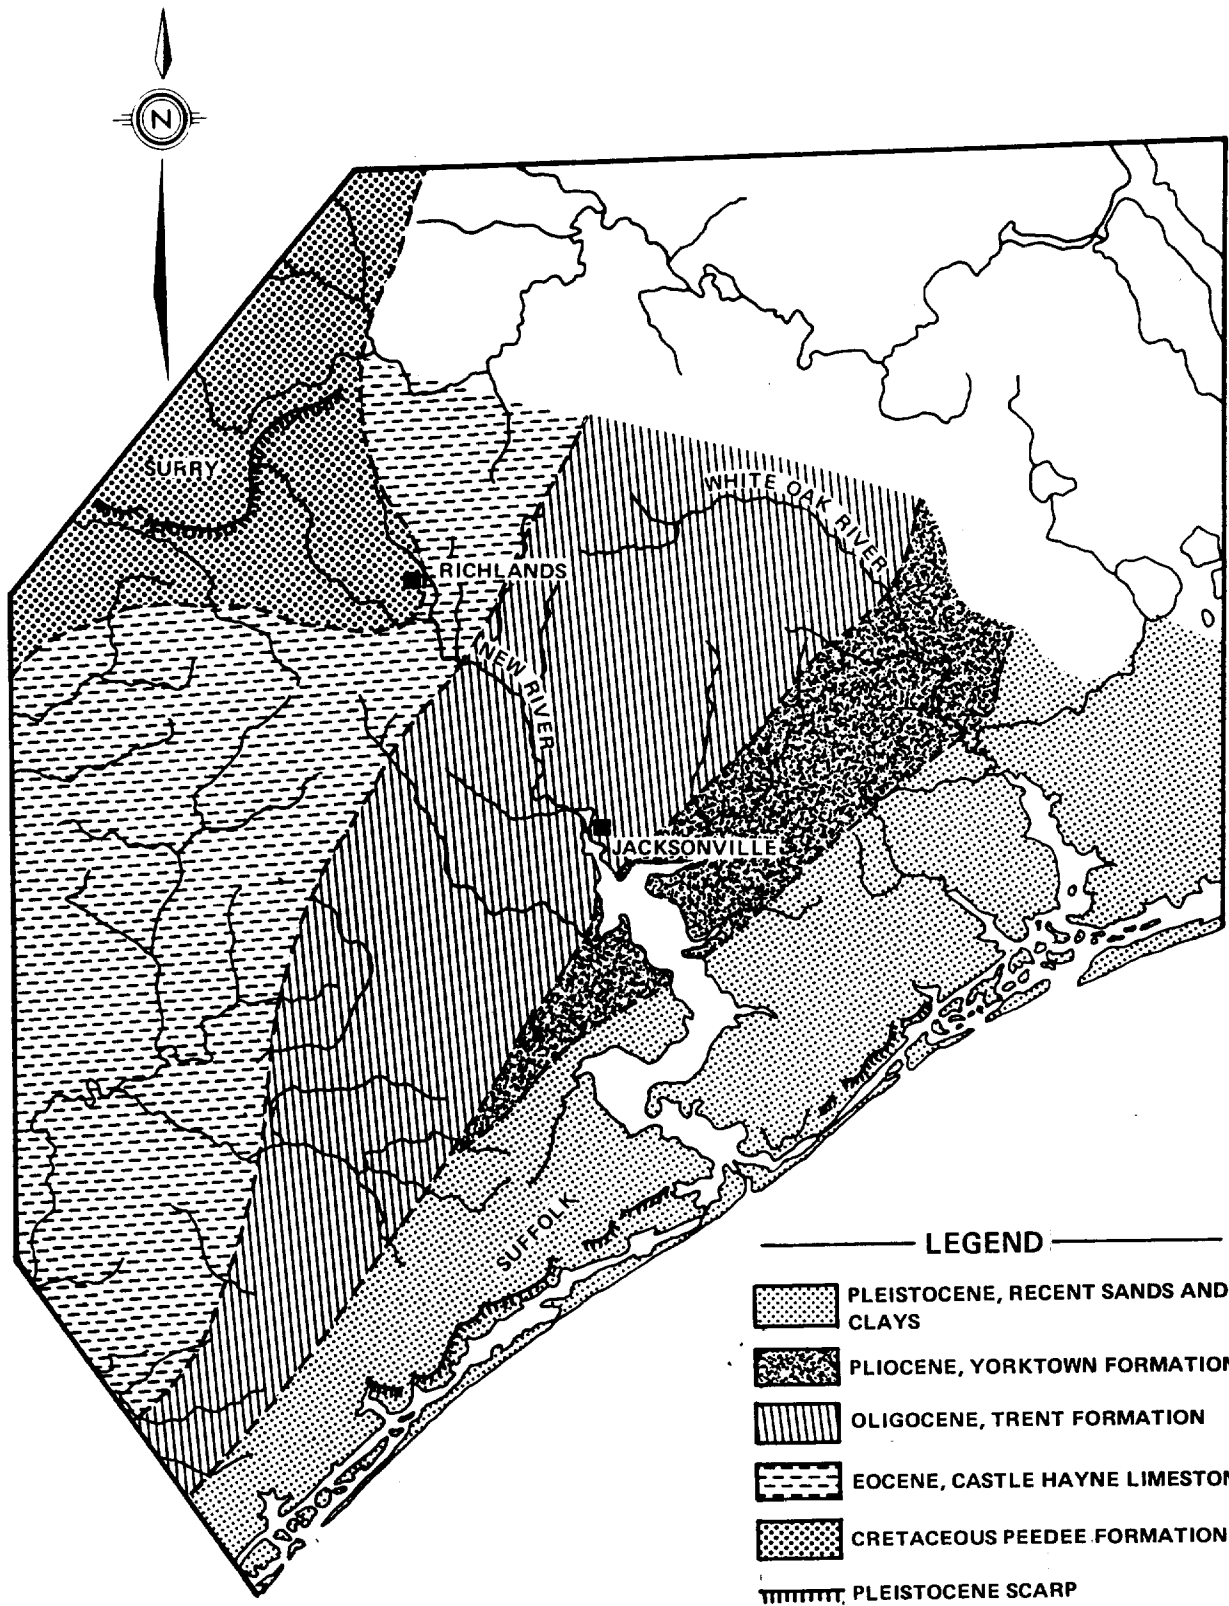 N
SURRY
WHITE OAK RIVER
RICHLANDS
NEW RIVER
JACKSONVILLE
SUFFOLK
LEGEND
PLEISTOCENE, RECENT SANDS AND
CLAYS
PLIOCENE, YORKTOWN FORMATION
OLIGOCENE, TRENT FORMATION
EOCENE, CASTLE HAYNE LIMESTON
CRETACEOUS PEEDEE FORMATION
PLEISTOCENE SCARP